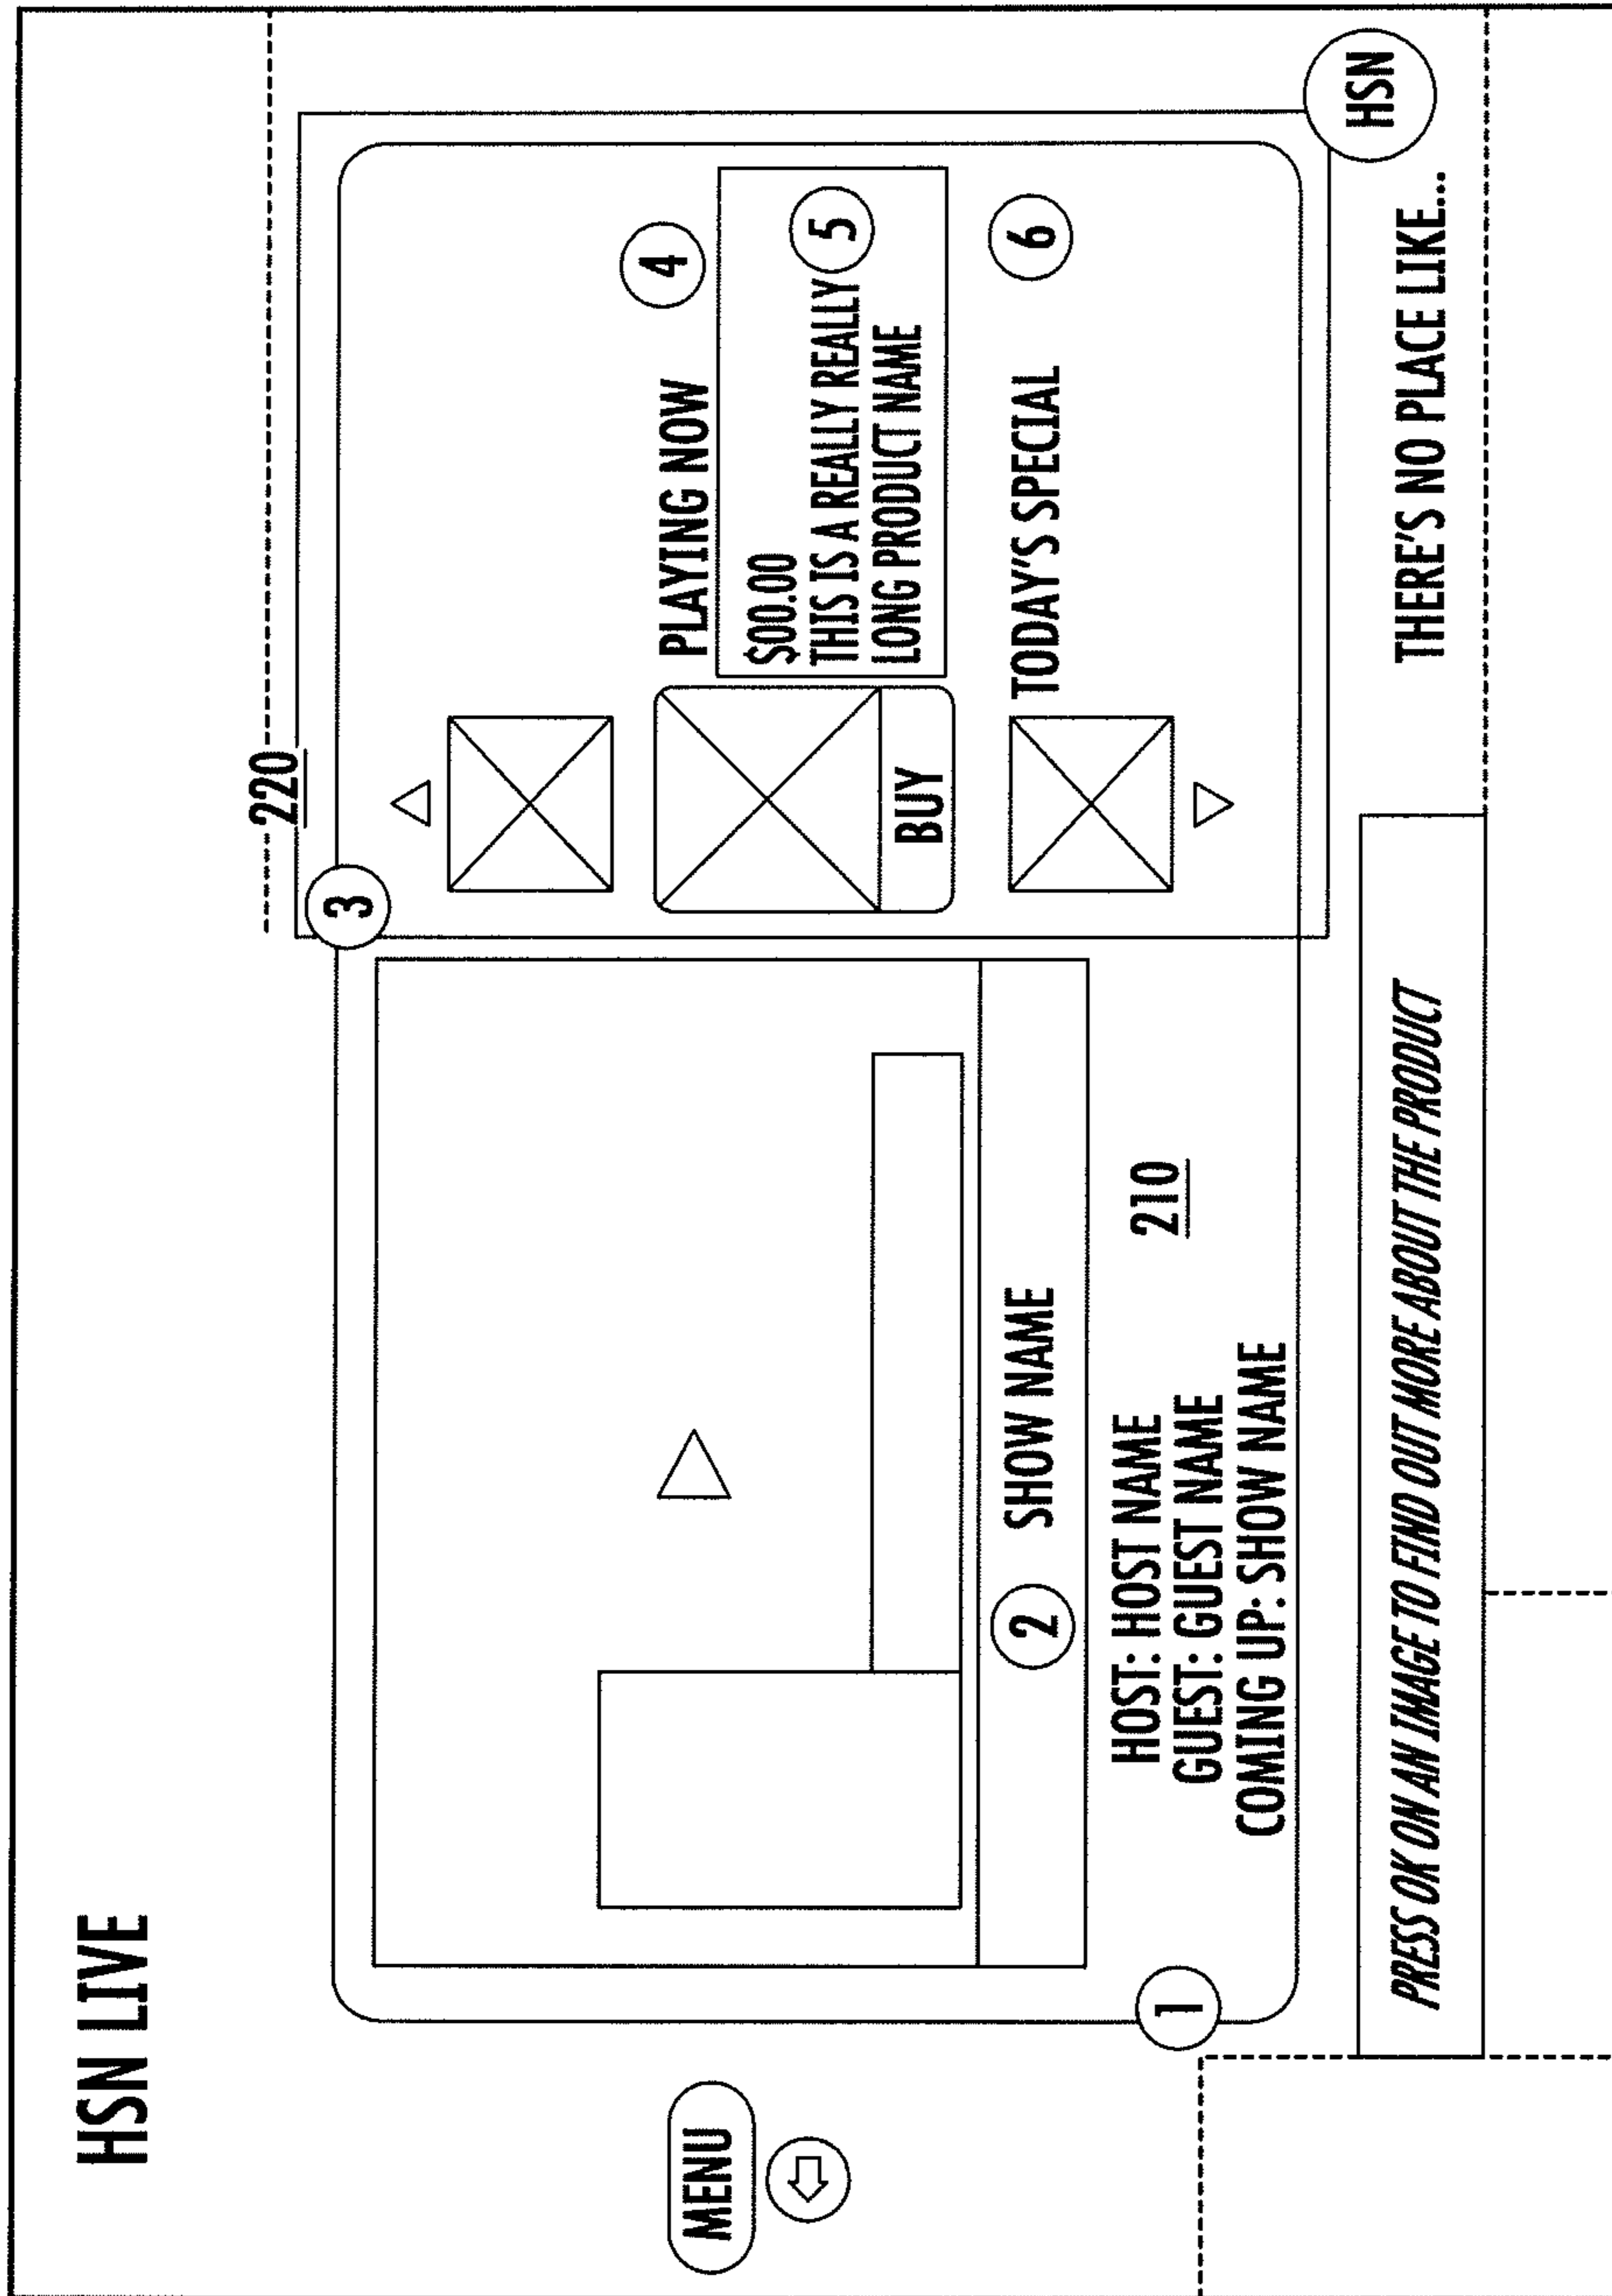 HSN LIVE
220
3
MENU
PLAYING NOW
4
$00.00
THIS IS A REALLY REALLY
5
LONG PRODUCT NAME
BUY
2
SHOW NAME
TODAY'S SPECIAL
6
HOST: HOST NAME
210
GUEST: GUEST NAME
COMING UP: SHOW NAME
1
HSN
PRESS OK ON AN IMAGE TO FIND OUT MORE ABOUT THE PRODUCT
THERE'S NO PLACE LIKE...